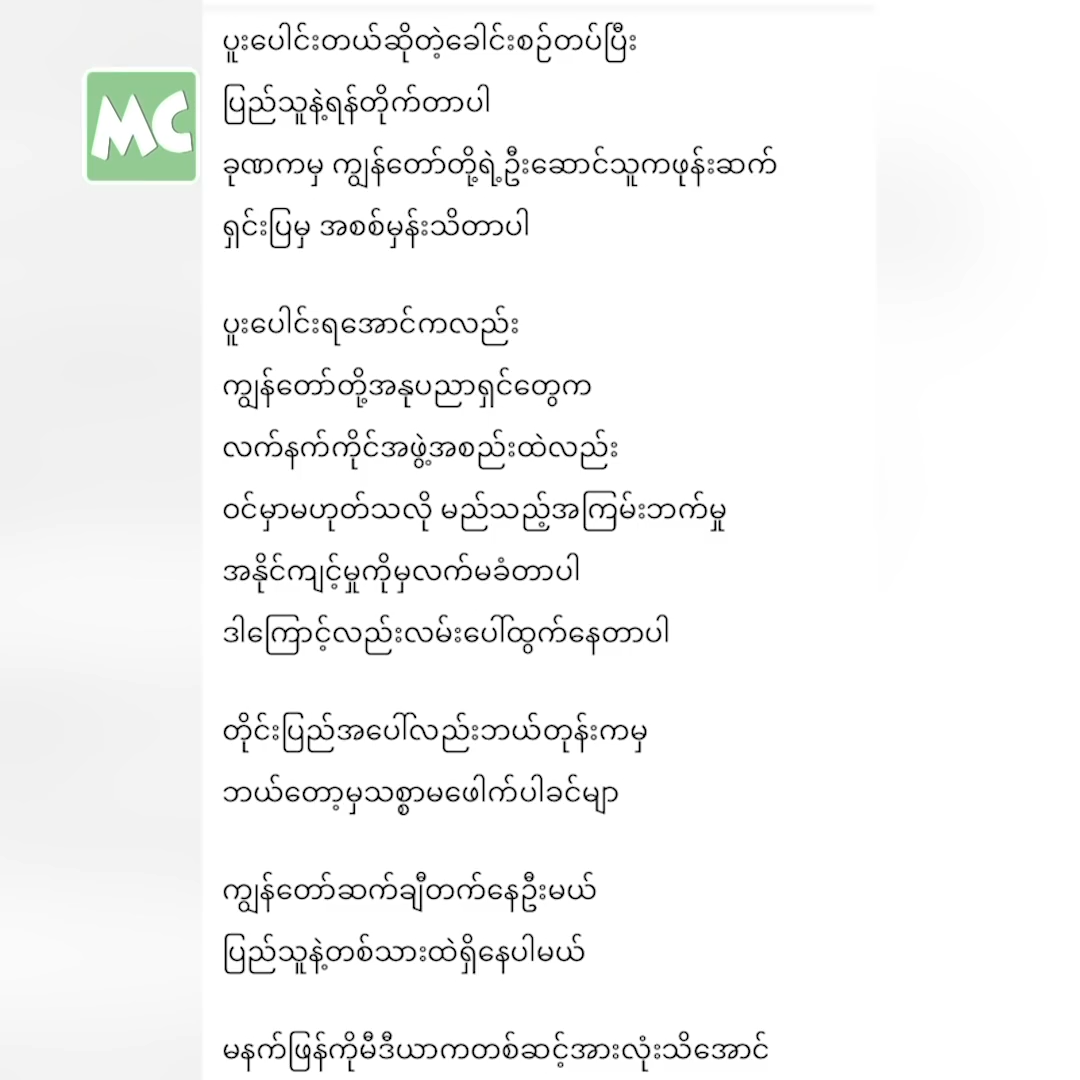 MC
ပူးပေါင်းတယ်ဆိုတဲ့ခေါင်းစဉ်တပ်ပြီး
ပြည်သူနဲ့ရန်တိုက်တာပါ
ခုဏကမှ ကျွန်တော်တို့ရဲ့ဦးဆောင်သူကဖုန်းဆက်
ရှင်းပြမှ အစစ်မှန်းသိတာပါ
ပူးပေါင်းရအောင်ကလည်း
ကျွန်တော်တို့အနုပညာရှင်တွေက
လက်နက်ကိုင်အဖွဲ့အစည်းထဲလည်း
ဝင်မှာမဟုတ်သလို မည်သည့်အကြမ်းဘက်မှု
အနိုင်ကျင့်မှုကိုမှလက်မခံတာပါ
ဒါကြောင့်လည်းလမ်းပေါ်ထွက်နေတာပါ
တိုင်းပြည်အပေါ်လည်းဘယ်တုန်းကမှ
ဘယ်တော့မှသစ္စာမဖေါက်ပါခင်မျာ
ကျွန်တော်ဆက်ချီတက်နေဦးမယ်
ပြည်သူနဲ့တစ်သားထဲရှိနေပါမယ်
မနက်ဖြန်ကိုမီဒီယာကတစ်ဆင့်အားလုံးသိအောင်